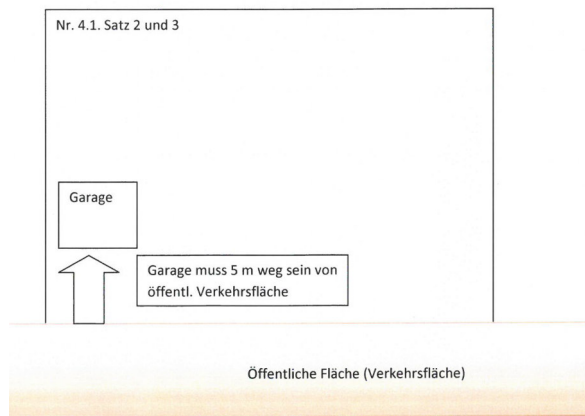 Nr. 4.1. Satz 2 und 3
Garage
Garage muss 5 m weg sein von
öffentl. Verkehrsfläche
Öffentliche Fläche (Verkehrsfläche)